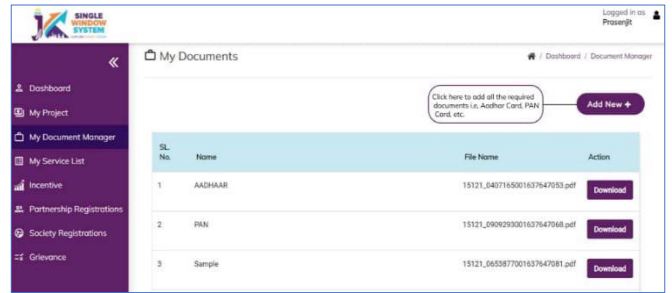 SINGLE
WINDOW
SYSTEM
Logged in as
Prosenjit
My Documents
/ Dashboard / Document Manager
Dashboard
My Project
My Document Manager
My Service List
Incentive
Partnership Registrations
Society Registrations
Grievance
Click here to add all the required
documents i.e, Aadhar Card, PAN
Card, etc.
Add New +
SL.
No. Name File Name Action
1 AADHAAR 15121_0407165001637647053.pdf Download
2 PAN 15121_0909293001637647068.pdf Download
3 Sample 15121_0653877001637647081.pdf Download